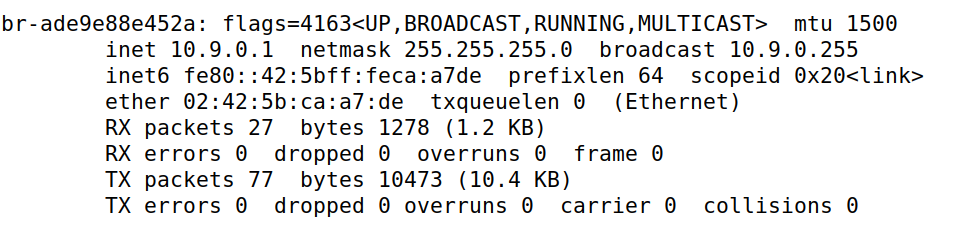 br-ade9e88e452a: flags=4163<UP,BROADCAST,RUNNING,MULTICAST>  mtu 1500
        inet 10.9.0.1  netmask 255.255.255.0  broadcast 10.9.0.255
        inet6 fe80::42:5bff:feca:a7de  prefixlen 64  scopeid 0x20<link>
        ether 02:42:5b:ca:a7:de  txqueuelen 0  (Ethernet)
        RX packets 27  bytes 1278 (1.2 KB)
        RX errors 0  dropped 0  overruns 0  frame 0
        TX packets 77  bytes 10473 (10.4 KB)
        TX errors 0  dropped 0 overruns 0  carrier 0  collisions 0